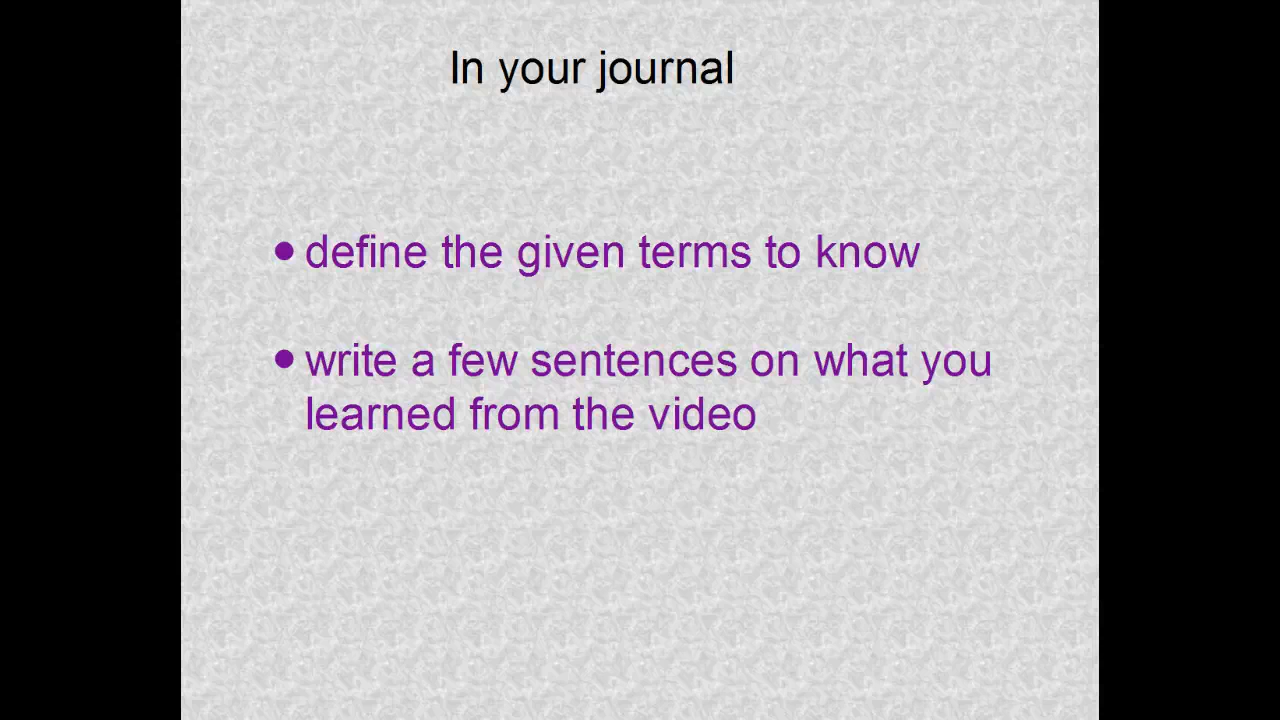 In your journal
• define the given terms to know
• write a few sentences on what you
learned from the video